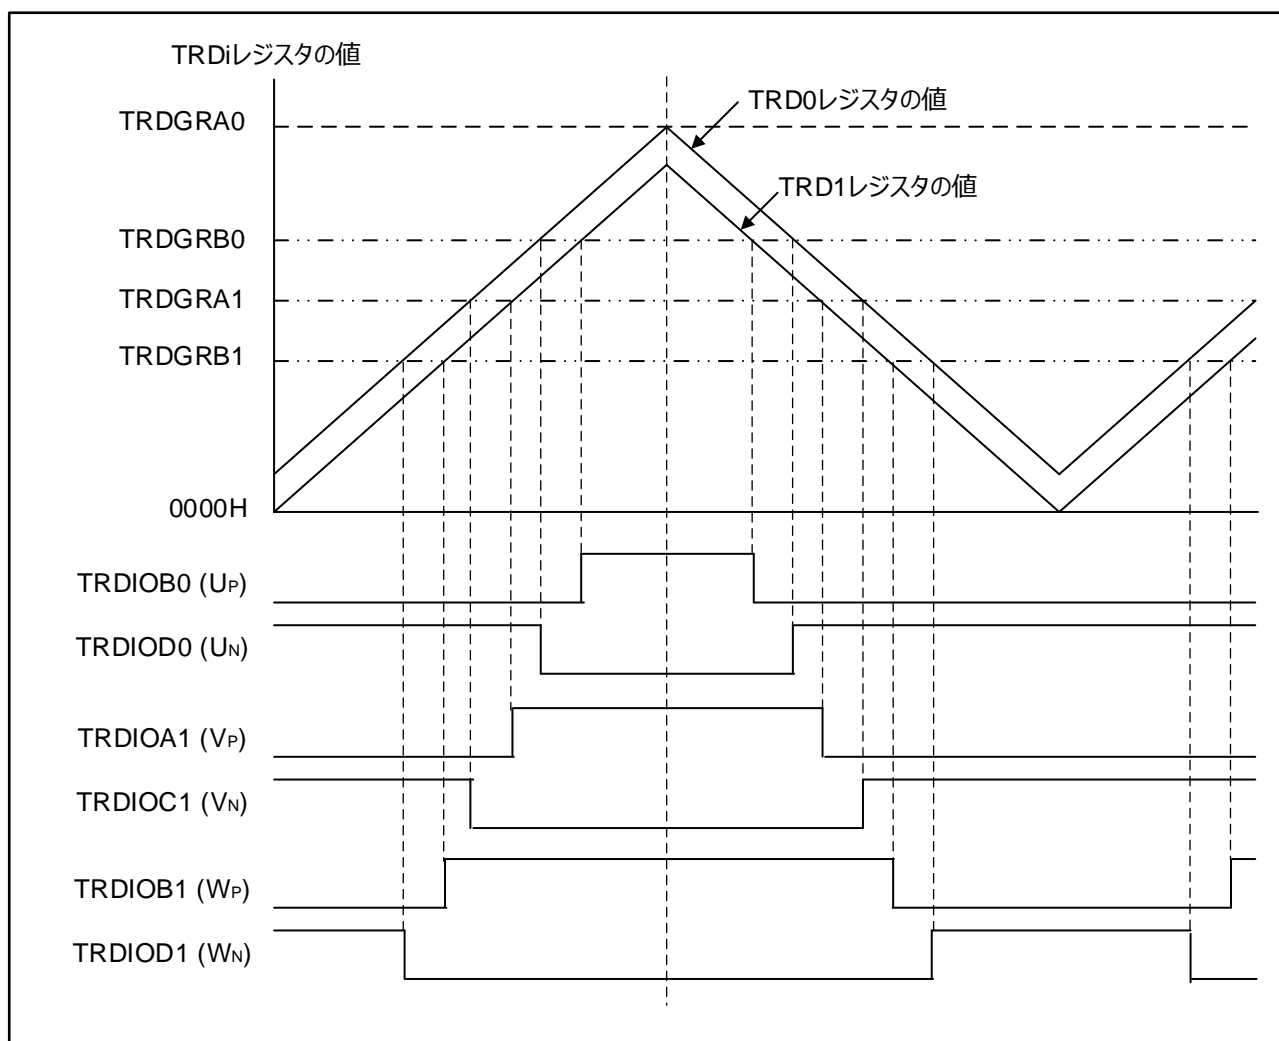 TRDiレジスタの値
TRDGRA0
TRD0レジスタの値
TRD1レジスタの値
TRDGRB0
TRDGRA1
TRDGRB1
0000H
TRDIOB0 (UP)
TRDIOD0 (UN)
TRDIOA1 (VP)
TRDIOC1 (VN)
TRDIOB1 (WP)
TRDIOD1 (WN)